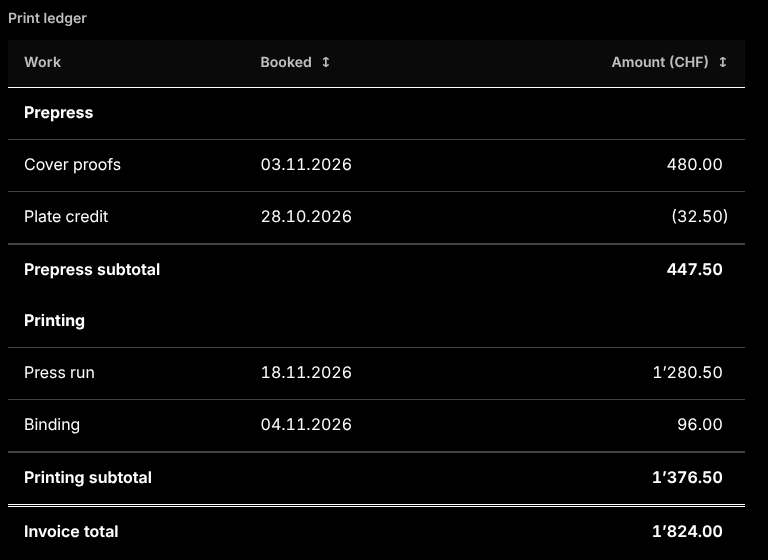 Print ledger
Work Booked ↕ Amount (CHF) ↕
Prepress
Cover proofs 03.11.2026 480.00
Plate credit 28.10.2026 (32.50)
Prepress subtotal 447.50
Printing
Press run 18.11.2026 1’280.50
Binding 04.11.2026 96.00
Printing subtotal 1’376.50
Invoice total 1’824.00